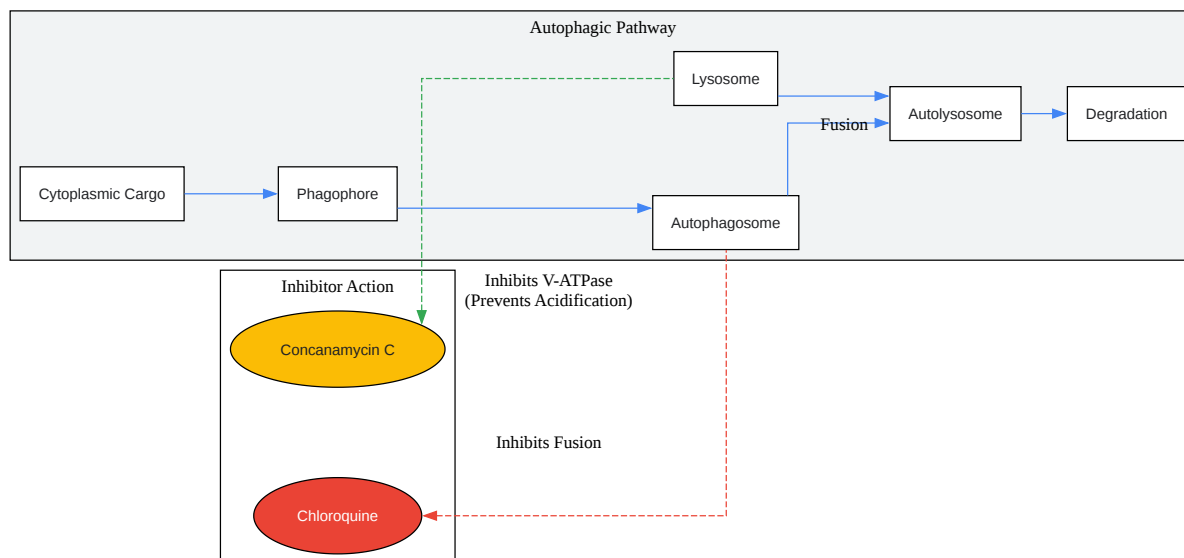 Autophagic Pathway
Lysosome
Autolysosome
Degradation
Fusion
Cytoplasmic Cargo
Phagophore
Autophagosome
Inhibitor Action
Inhibits V-ATPase
(Prevents Acidification)
Concanamycin C
Inhibits Fusion
Chloroquine